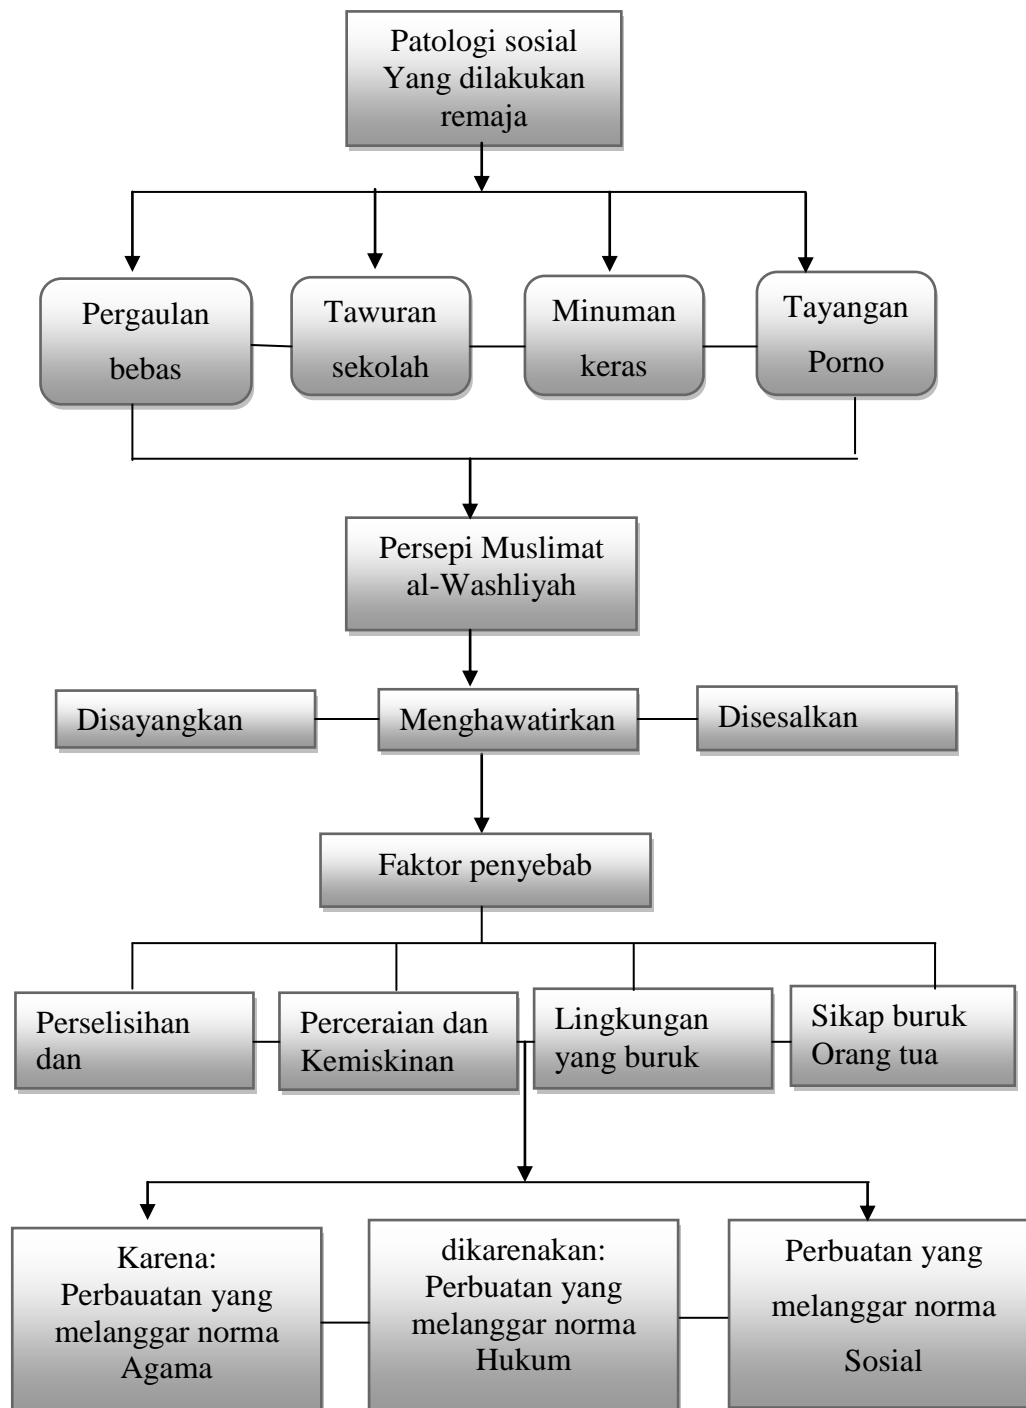 Patologi sosial
Yang dilakukan
remaja
Pergaulan
bebas
Tawuran
sekolah
Minuman
keras
Tayangan
Porno
Persepi Muslimat
al-Washliyah
Disayangkan
Menghawatirkan
Disesalkan
Faktor penyebab
Perselisihan
dan
Perceraian dan
Kemiskinan
Lingkungan
yang buruk
Sikap buruk
Orang tua
Karena:
Perbauatan yang
melanggar norma
Agama
dikarenakan:
Perbuatan yang
melanggar norma
Hukum
Perbuatan yang
melanggar norma
Sosial